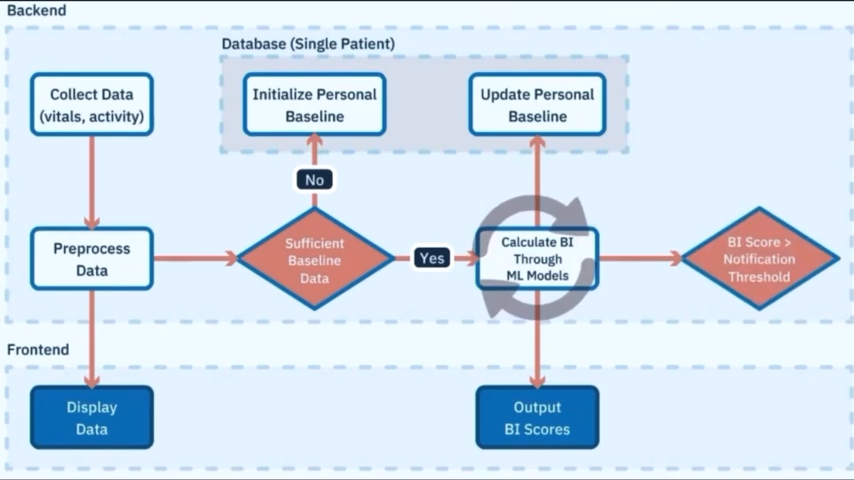 Backend
Database (Single Patient)
Collect Data
(vitals, activity)
Initialize Personal
Baseline
Update Personal
Baseline
No
Preprocess
Data
Sufficient
Baseline
Data
Yes
Calculate BI
Through
ML Models
BI Score >
Notification
Threshold
Frontend
Display
Data
Output
BI Scores